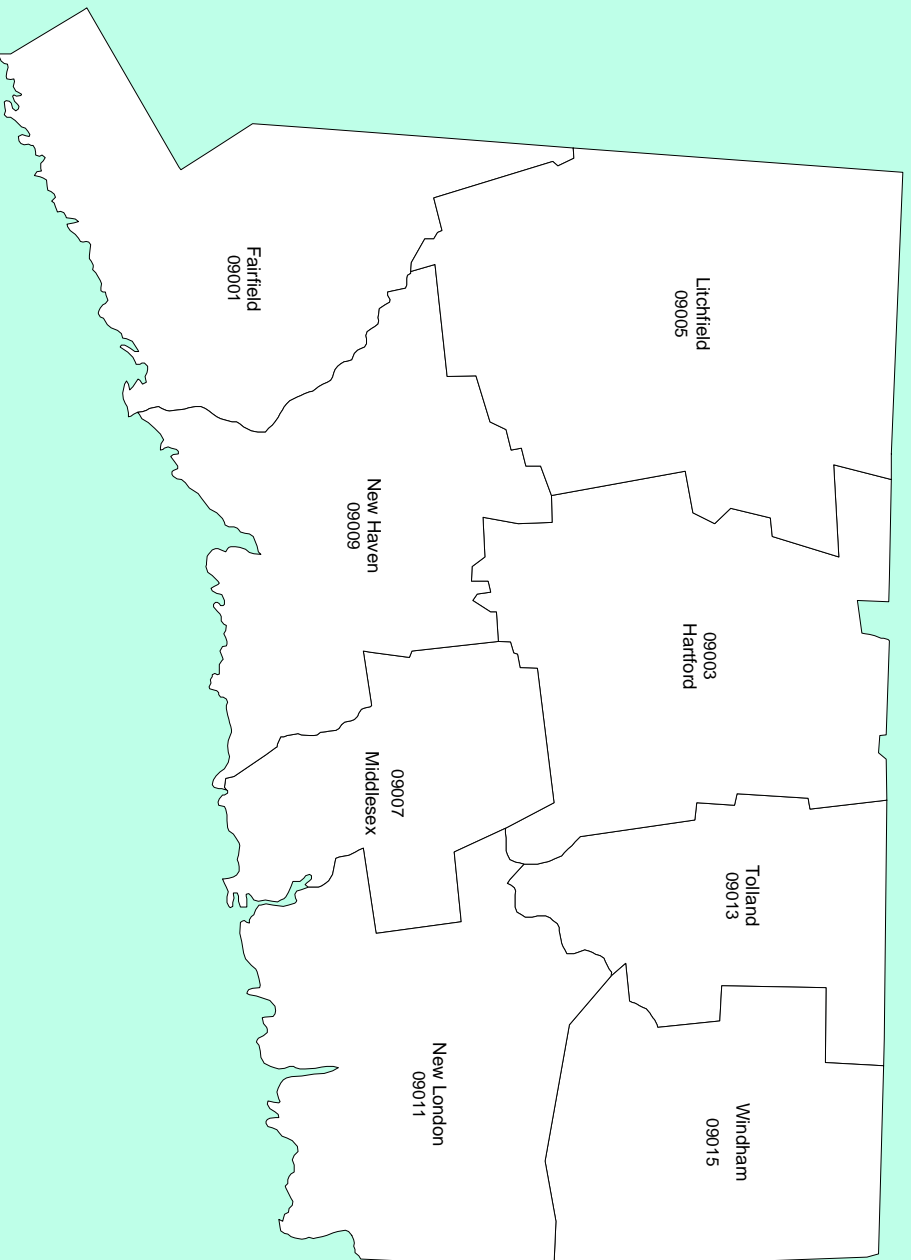 Litchfield
09005
09003
Hartford
Tolland
09013
Windham
09015
Fairfield
09001
New Haven
09009
09007
Middlesex
New London
09011